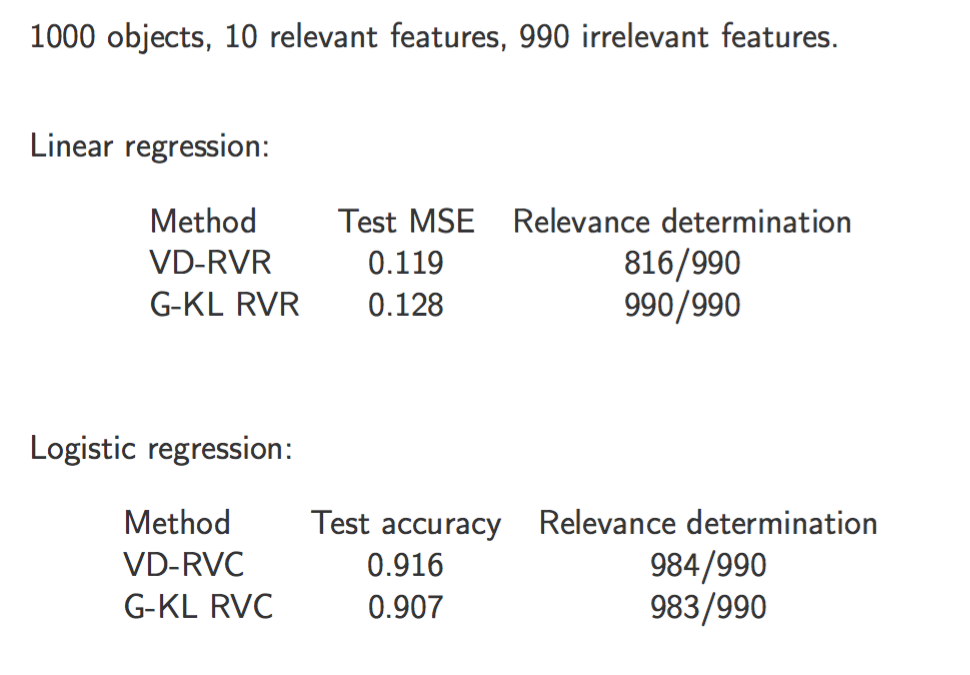 1000 objects, 10 relevant features, 990 irrelevant features.
Linear regression:
Method Test MSE Relevance determination
VD-RVR 0.119 816/990
G-KL RVR 0.128 990/990
Logistic regression:
Method Test accuracy Relevance determination
VD-RVC 0.916 984/990
G-KL RVC 0.907 983/990